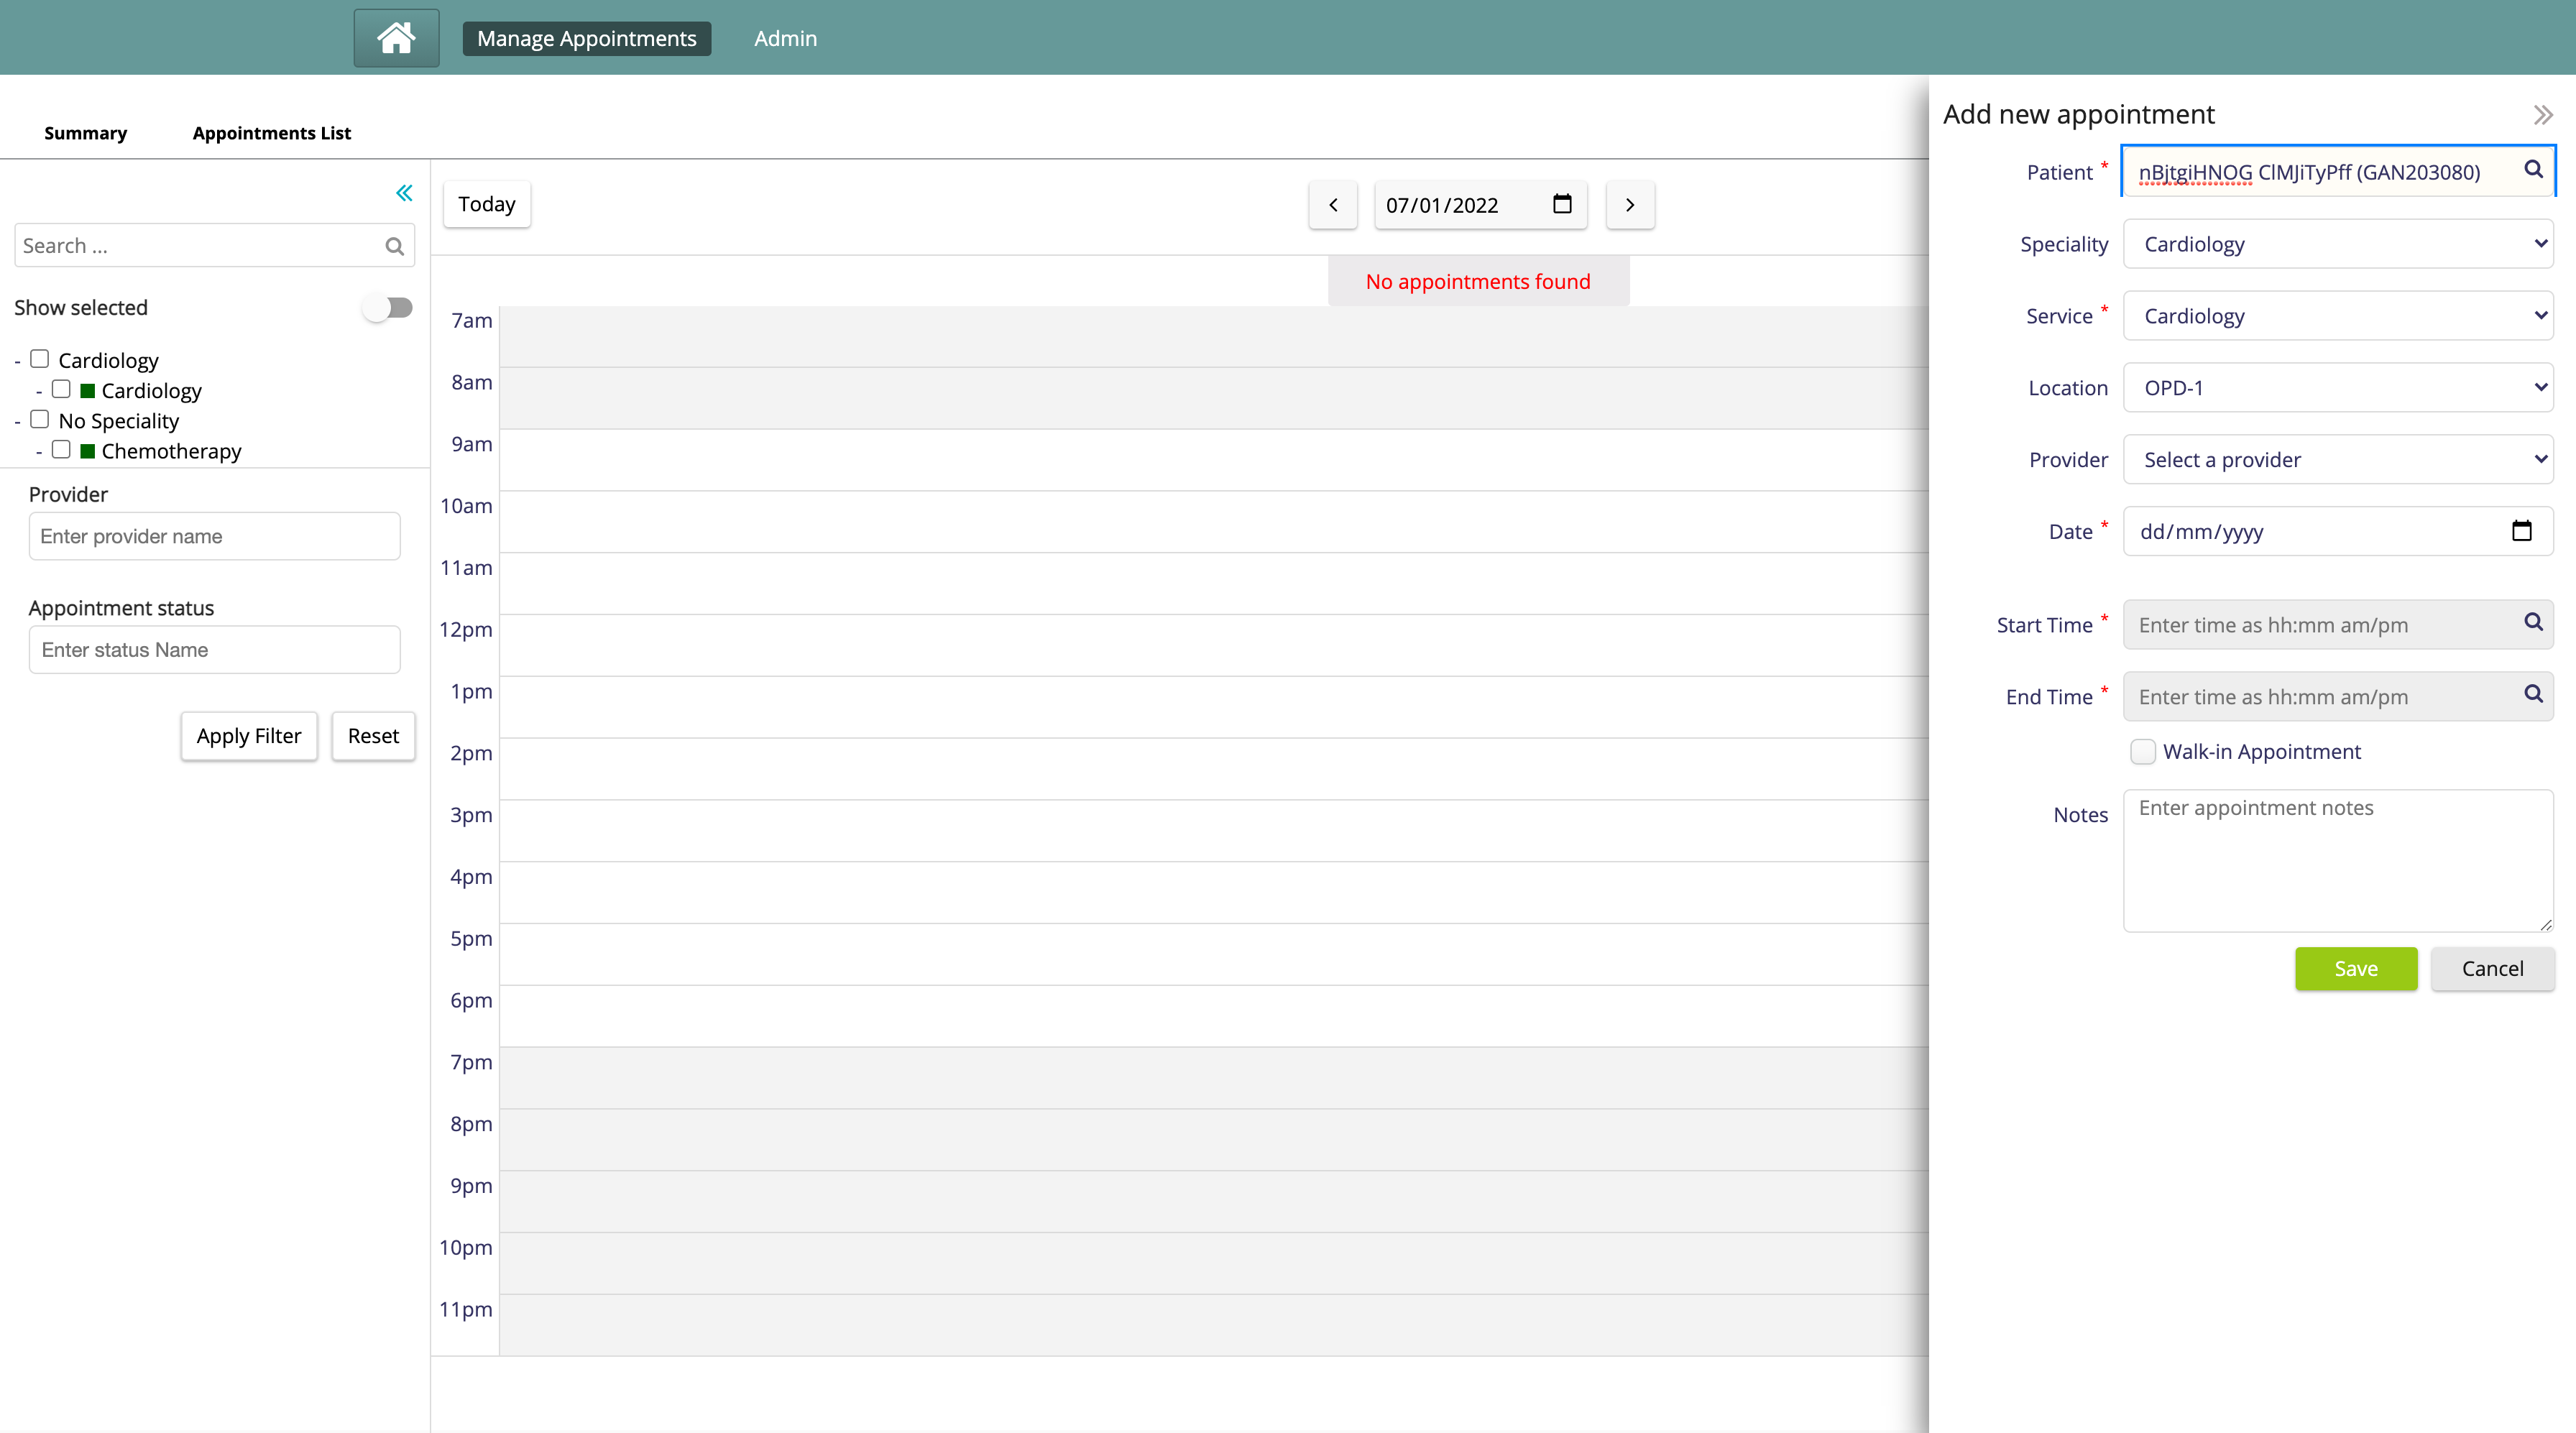 Manage Appointments Admin
Summary Appointments List
Search ...
Show selected
- Cardiology
- Cardiology
- No Speciality
- Chemotherapy
Provider
Enter provider name
Appointment status
Enter status Name
Apply Filter Reset
Today 07/01/2022
No appointments found
7am
8am
9am
10am
11am
12pm
1pm
2pm
3pm
4pm
5pm
6pm
7pm
8pm
9pm
10pm
11pm
Add new appointment
Patient * nBjtgiHNOG ClMJiTyPff (GAN203080)
Speciality Cardiology
Service * Cardiology
Location OPD-1
Provider Select a provider
Date * dd/mm/yyyy
Start Time * Enter time as hh:mm am/pm
End Time * Enter time as hh:mm am/pm
Walk-in Appointment
Notes Enter appointment notes
Save Cancel